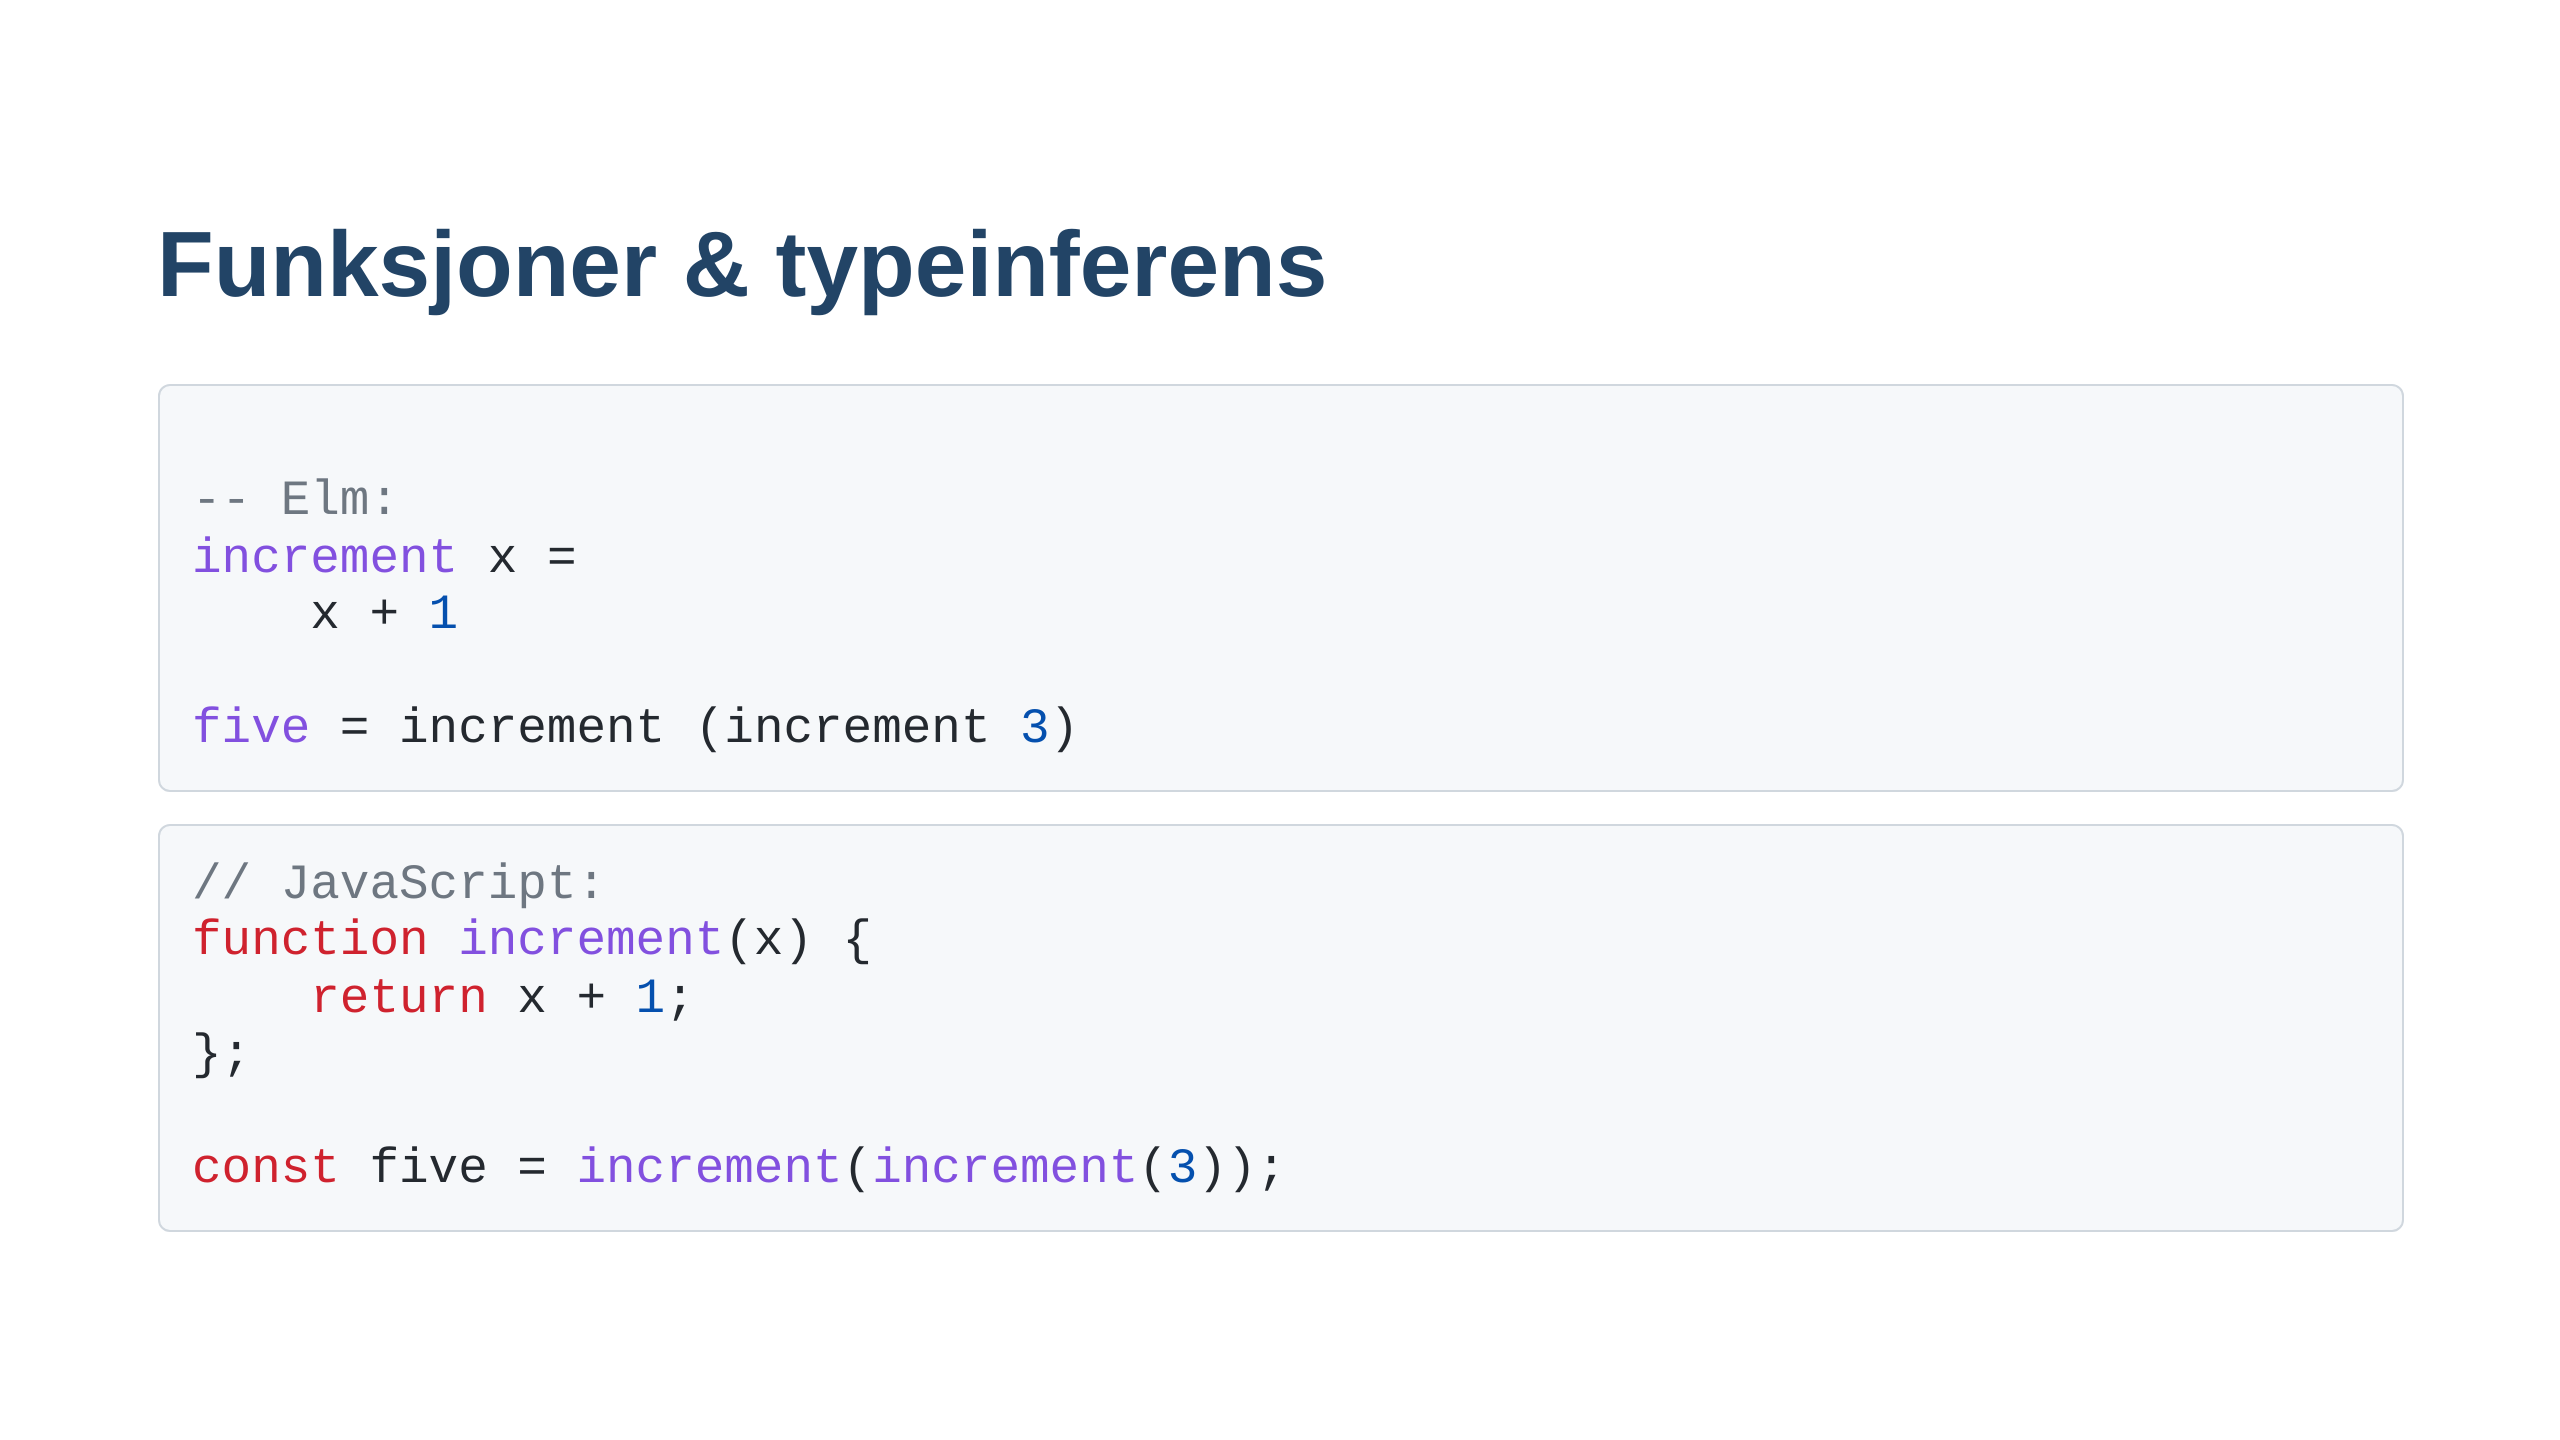 Funksjoner & typeinferens
-- Elm:
increment x =
    x + 1
five = increment (increment 3)
// JavaScript:
function increment(x) {
    return x + 1;
};
const five = increment(increment(3));